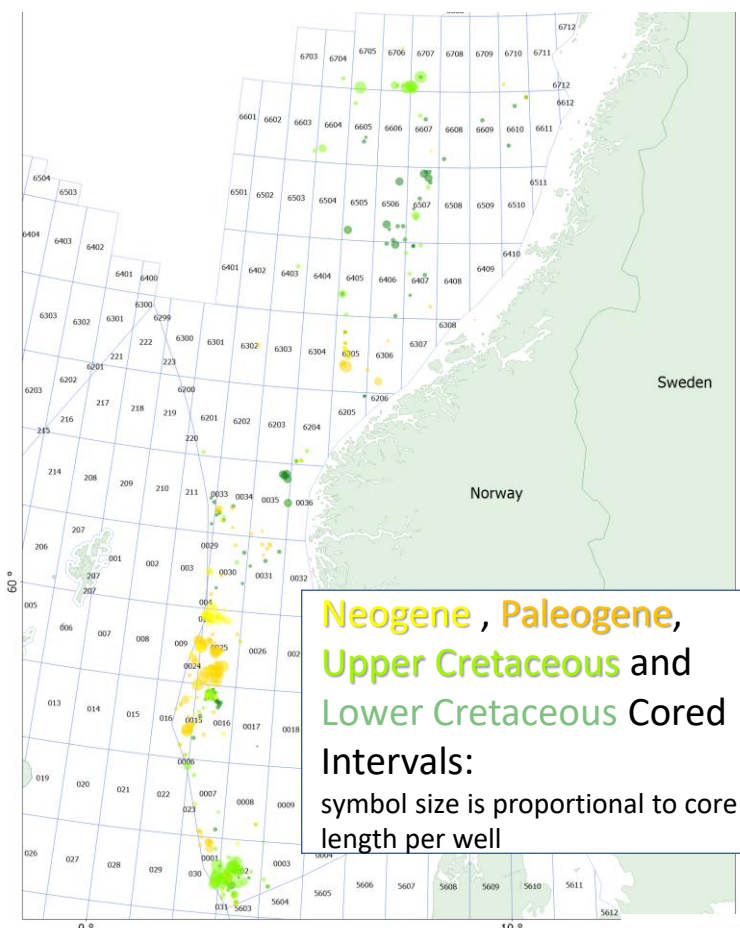 6712
6703 6704 6705 6706 6707 6708 6709 6710 6711
6712
6601 6602 6603 6604 6605 6606 6607 6608 6609 6610 6611 6612
6504
6503
6501 6502 6503 6504 6505 6506 6507 6508 6509 6510 6511
6404 6403 6402
6401 6400
6401 6402 6403 6404 6405 6406 6407 6408 6409 6410
6303 6302 6301 6300 6299
221 222 223
6300 6301 6302 6303 6304 6305 6306 6307 6308
6203 6202 6201 6200
6201 6202 6203 6204 6205 6206
215 216 217 218 219 220
Sweden
214 208 209 210 211 0033 0034 0035 0036
Norway
206 207 001 002 003 0029 0030 0031 0032
207
207
60 °
005 006 007 008 009 004 0025 0026
0024
013 014 015 016 0015 0016 0017 0018
0006
019 020 021 022 023 0007 0008 0009
026 027 028 029 030 0001 0003 0004
031 5603 5604 5605 5606 5607 5608 5609 5610 5611 5612
0 °
10 °
Neogene , Paleogene,
Upper Cretaceous and
Lower Cretaceous Cored
Intervals:
symbol size is proportional to core
length per well